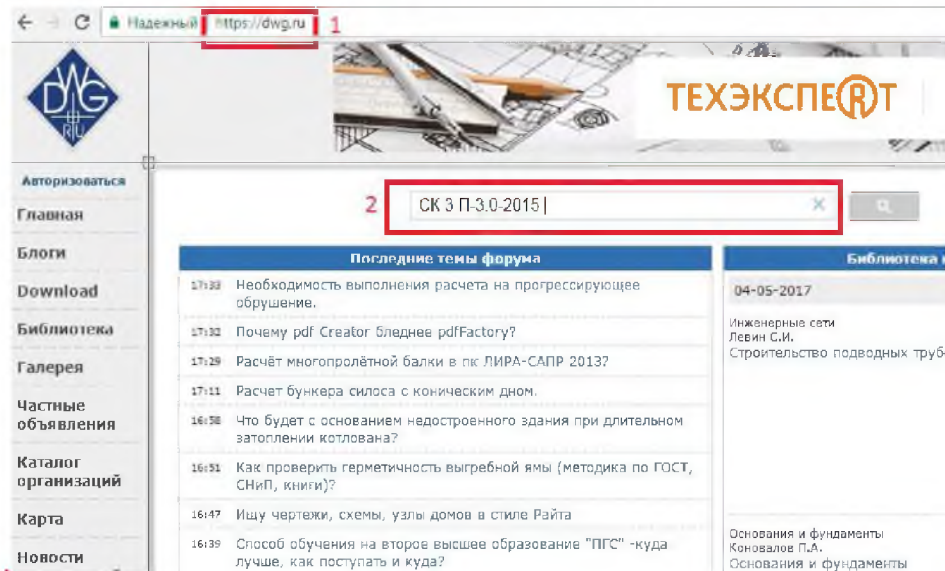 Надежный https://dwg.ru 1
DWG
RU
ТЕХЭКСПЕRТ
Авторизоваться
Главная
Блоги
Download
Библиотека
Галерея
Частные
объявления
Каталог
организаций
Карта
Новости
2 СК 3 П-3.0-2015
Последние темы форума
17:33 Необходимость выполнения расчета на прогрессирующее
обрушение.
17:32 Почему pdf Creator бледнее pdfFactory?
17:29 Расчёт многопролётной балки в пк ЛИРА-САПР 2013?
17:11 Расчет бункера силоса с коническим дном.
16:58 Что будет с основанием недостроенного здания при длительном
затоплении котлована?
16:51 Как проверить герметичность выгребной ямы (методика по ГОСТ,
СНиП, книги)?
16:47 Ищу чертежи, схемы, узлы домов в стиле Райта
16:39 Способ обучения на второе высшее образование "ПГС" -куда
лучше, как поступать и куда?
Библиотека
04-05-2017
Инженерные сети
Левин С.И.
Строительство подводных труб
Основания и фундаменты
Коновалов П.А.
Основания и фундаменты